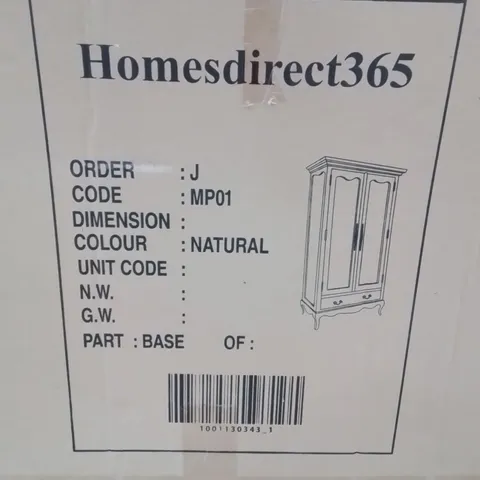 Homesdirect365
ORDER : J
CODE : MP01
DIMENSION :
COLOUR : NATURAL
UNIT CODE :
N.W. :
G.W. :
PART : BASE OF :
1001130343_1